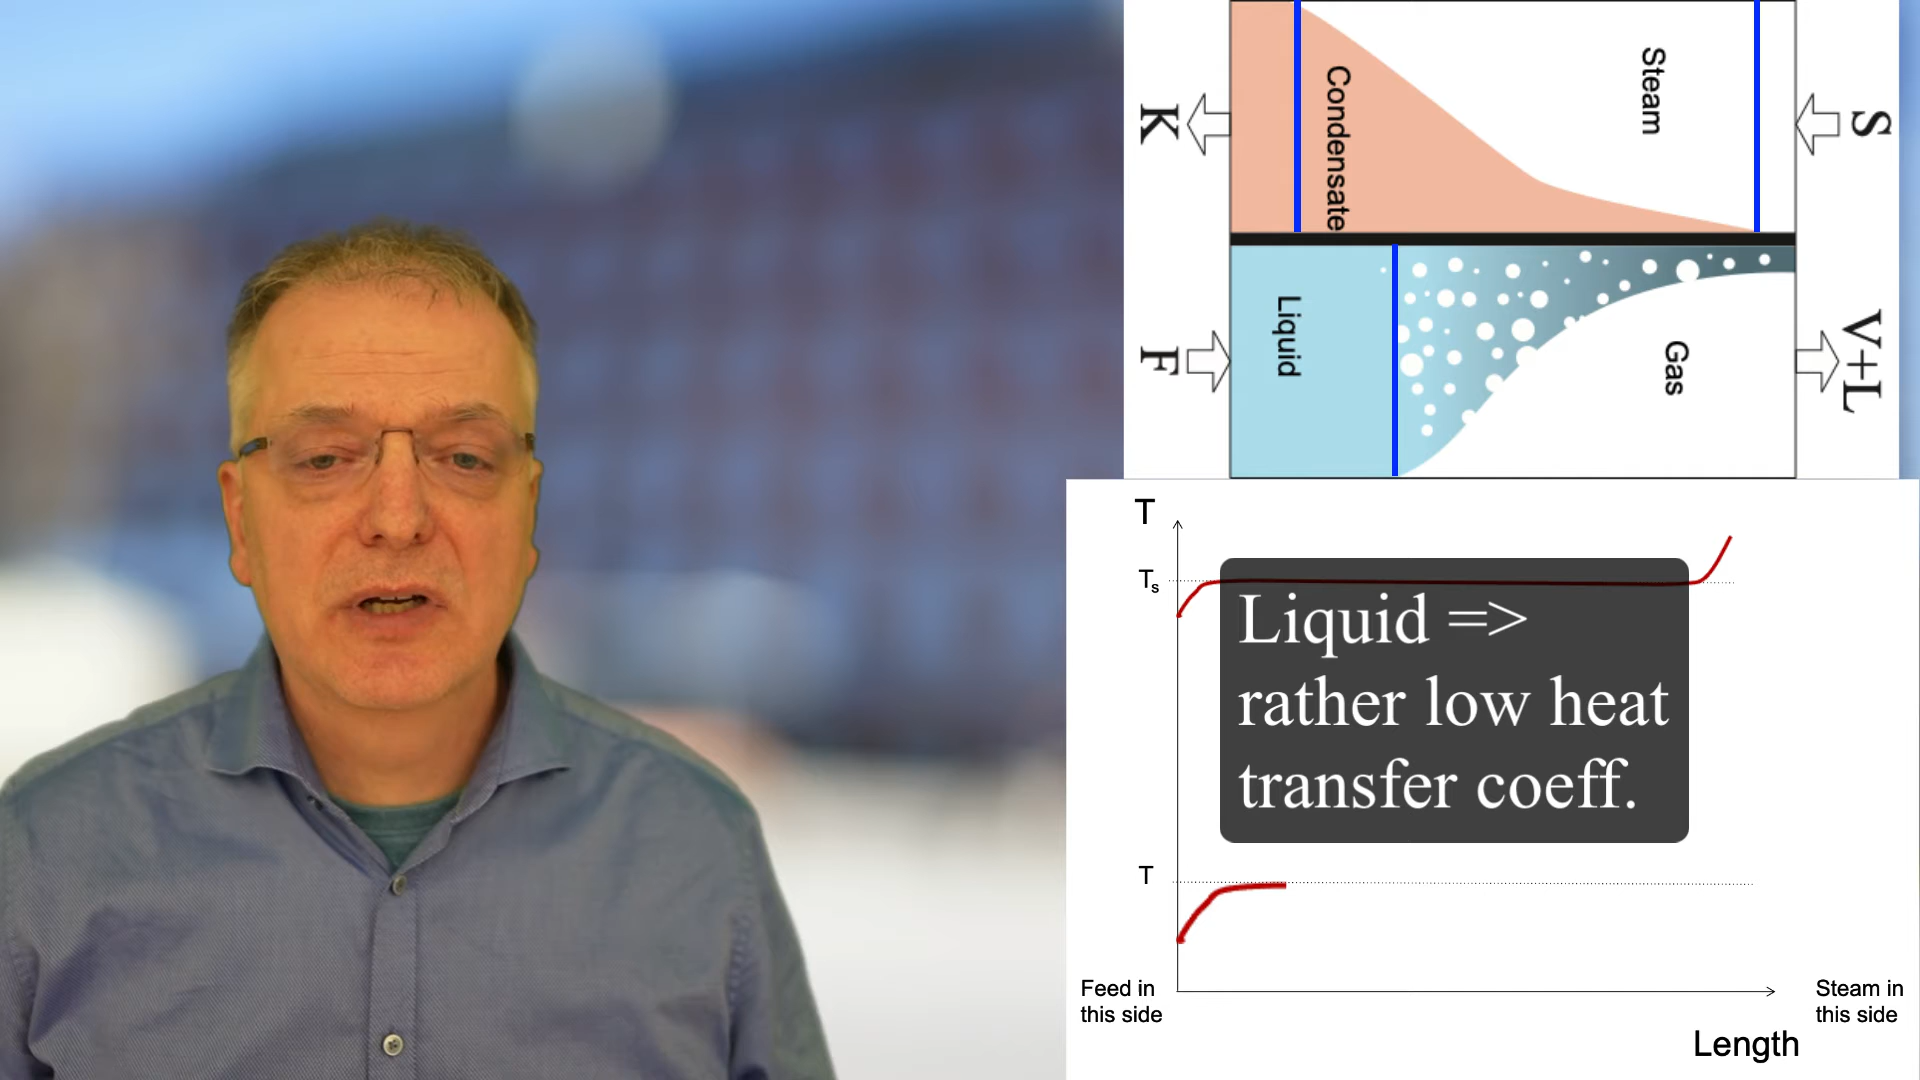 K
Condensate
Steam
S
F
Liquid
Gas
V+L
T
Ts
Liquid =>
rather low heat
transfer coeff.
T
Feed in
this side
Steam in
this side
Length